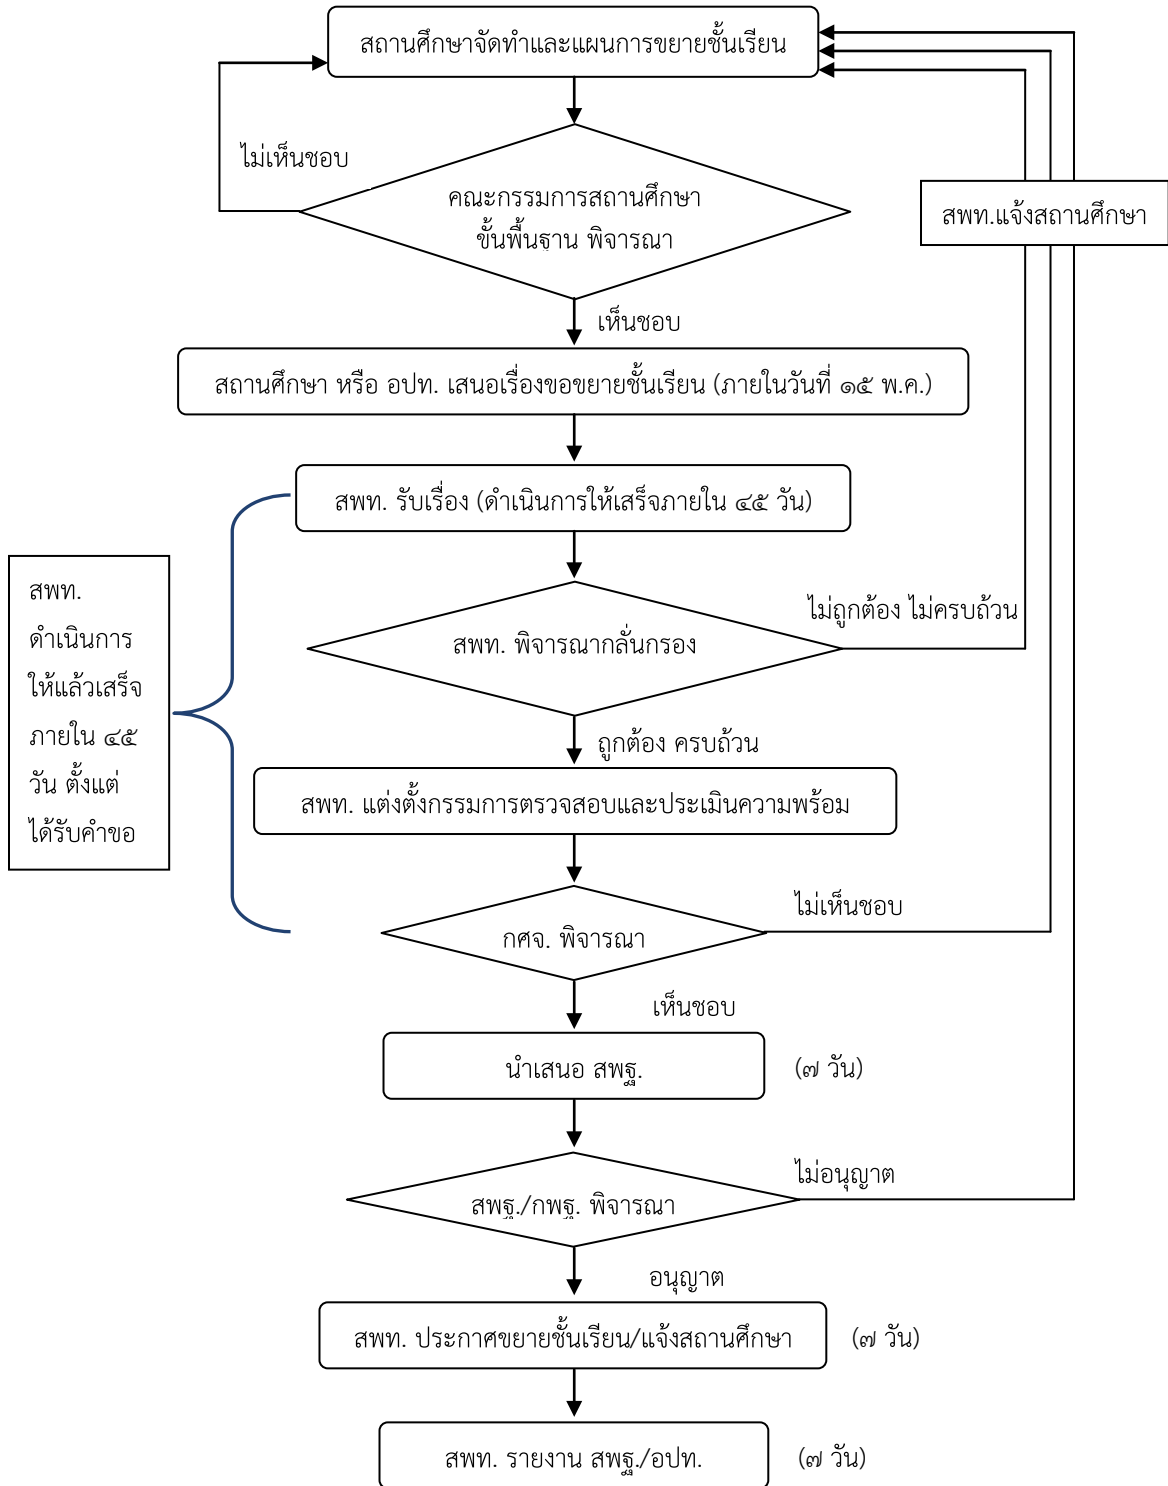 สถานศึกษาจัดทำและแผนการขยายชั้นเรียน
ไม่เห็นชอบ
คณะกรรมการสถานศึกษา
ขั้นพื้นฐาน พิจารณา
สพท.แจ้งสถานศึกษา
เห็นชอบ
สถานศึกษา หรือ อปท. เสนอเรื่องขอขยายชั้นเรียน (ภายในวันที่ ๑๕ พ.ค.)
สพท. รับเรื่อง (ดำเนินการให้เสร็จภายใน ๔๕ วัน)
สพท.
ดำเนินการ
ให้แล้วเสร็จ
ภายใน ๔๕
วัน ตั้งแต่
ได้รับคำขอ
ไม่ถูกต้อง ไม่ครบถ้วน
สพท. พิจารณากลั่นกรอง
ถูกต้อง ครบถ้วน
สพท. แต่งตั้งกรรมการตรวจสอบและประเมินความพร้อม
ไม่เห็นชอบ
กศจ. พิจารณา
เห็นชอบ
นำเสนอ สพฐ. (๗ วัน)
ไม่อนุญาต
สพฐ./กพฐ. พิจารณา
อนุญาต
สพท. ประกาศขยายชั้นเรียน/แจ้งสถานศึกษา (๗ วัน)
สพท. รายงาน สพฐ./อปท. (๗ วัน)